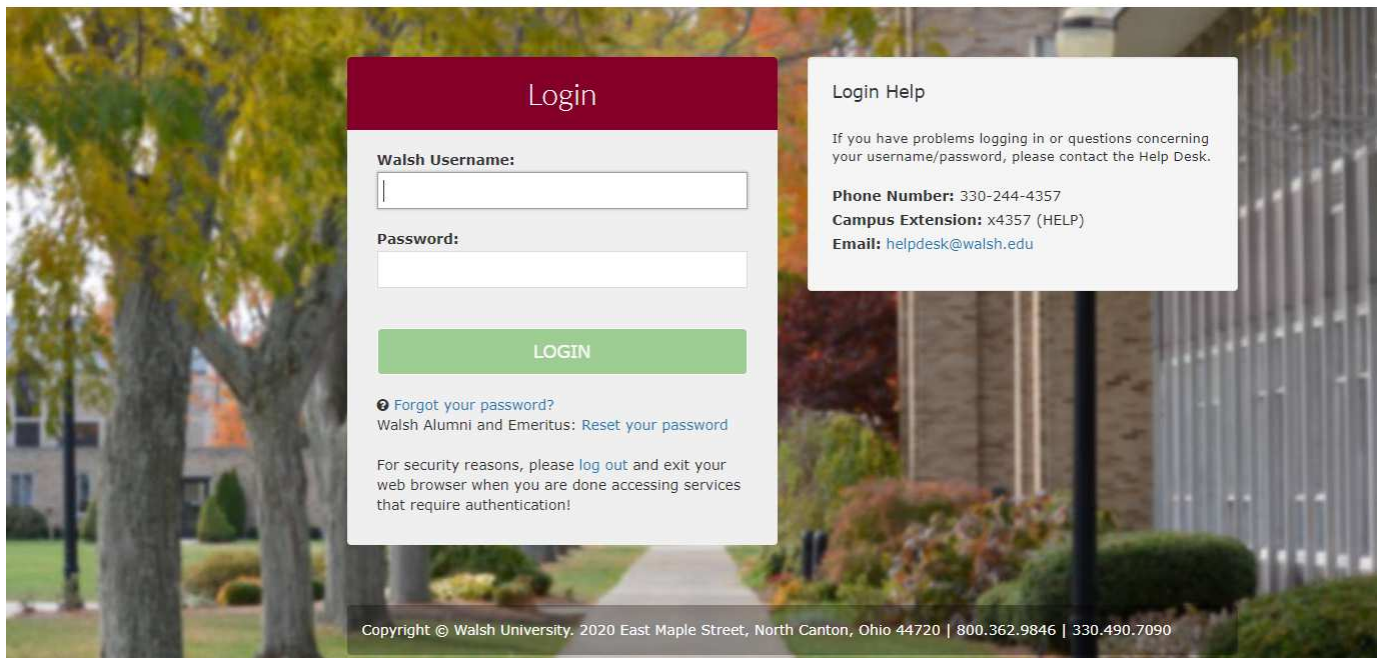 Login
Walsh Username:
Password:
LOGIN
Forgot your password?
Walsh Alumni and Emeritus: Reset your password
For security reasons, please log out and exit your
web browser when you are done accessing services
that require authentication!
Login Help
If you have problems logging in or questions concerning
your username/password, please contact the Help Desk.
Phone Number: 330-244-4357
Campus Extension: x4357 (HELP)
Email: helpdesk@walsh.edu
Copyright © Walsh University. 2020 East Maple Street, North Canton, Ohio 44720 | 800.362.9846 | 330.490.7090